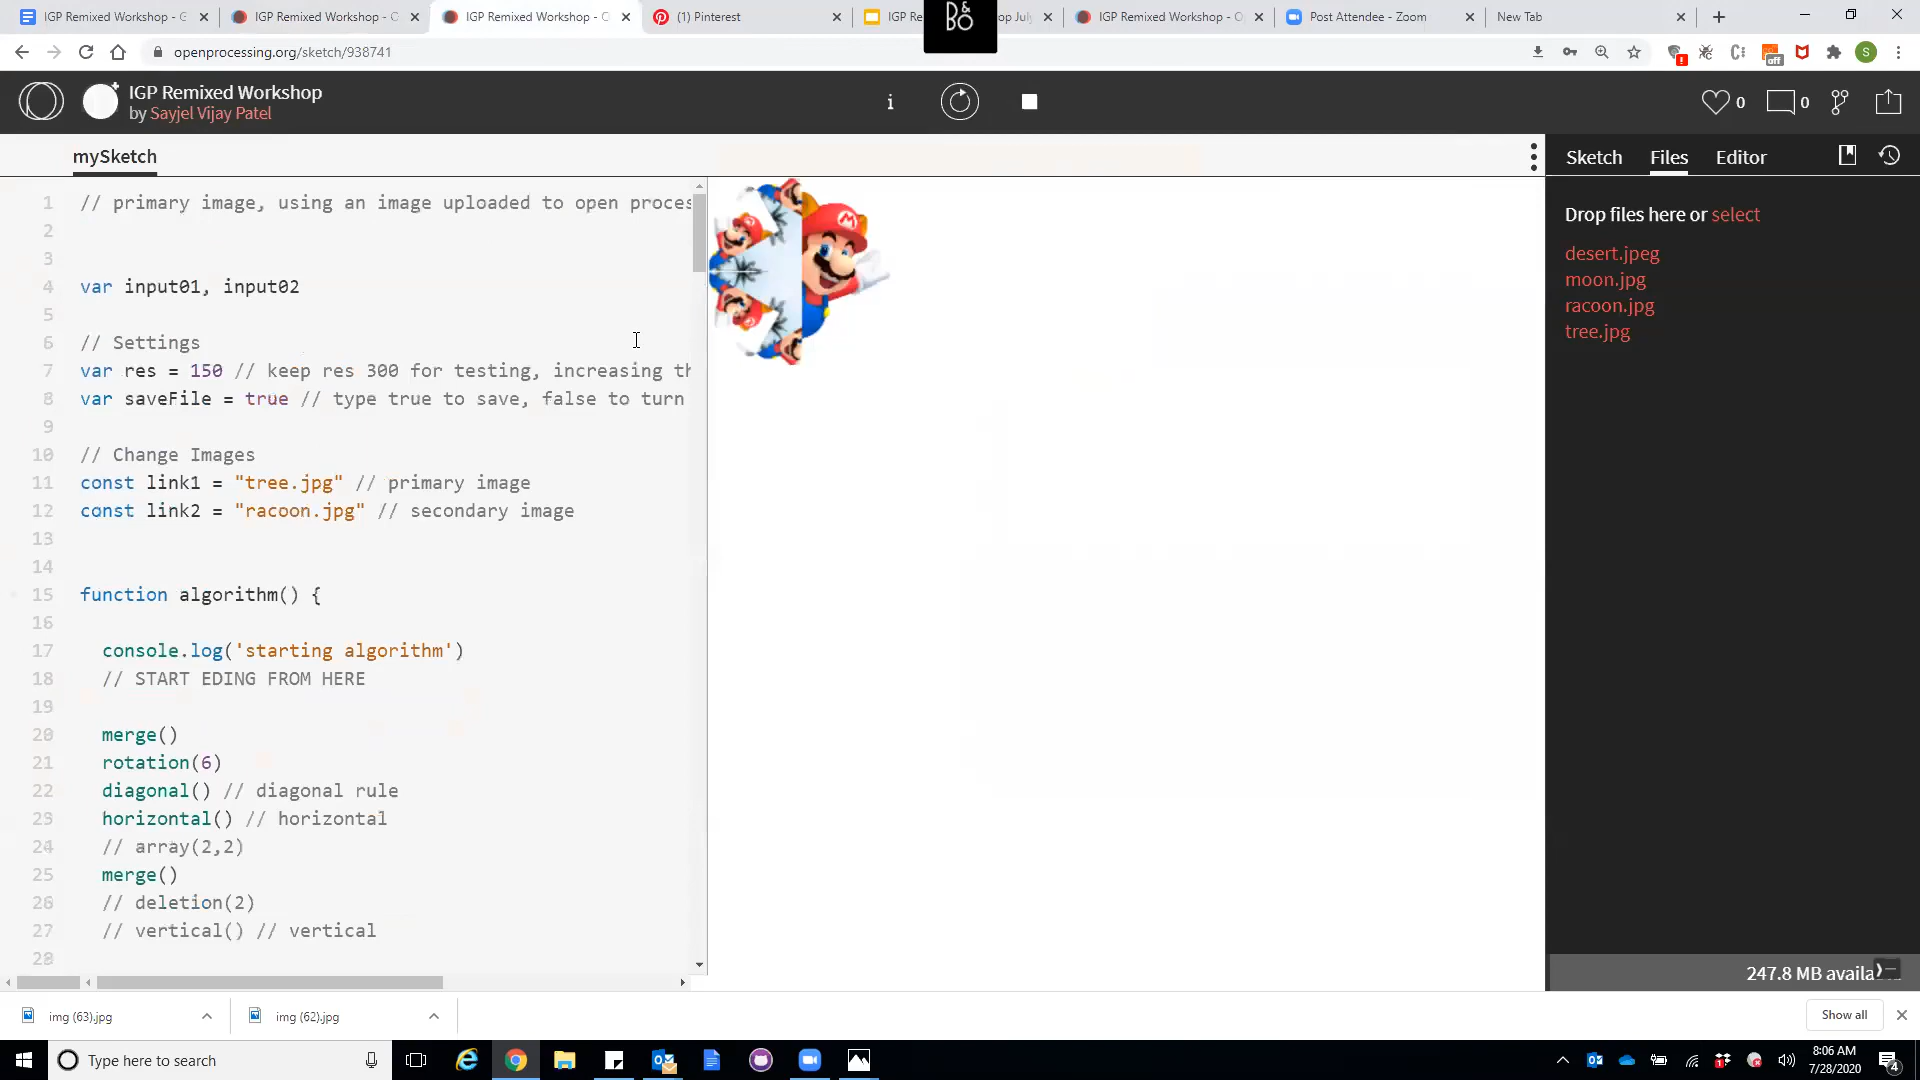 IGP Remixed Workshop - G
IGP Remixed Workshop - O
IGP Remixed Workshop - O
(1) Pinterest
IGP Re
op July
IGP Remixed Workshop - O
Post Attendee - Zoom
New Tab
B&O
openprocessing.org/sketch/938741
off
S
IGP Remixed Workshop
by Sayjel Vijay Patel
i
0
0
mySketch
Sketch
Files
Editor
1 // primary image, using an image uploaded to open proces
2
3
4 var input01, input02
5
6 // Settings
7 var res = 150 // keep res 300 for testing, increasing th
8 var saveFile = true // type true to save, false to turn
9
10 // Change Images
11 const link1 = "tree.jpg" // primary image
12 const link2 = "racoon.jpg" // secondary image
13
14
15 function algorithm() {
16
17 console.log('starting algorithm')
18 // START EDING FROM HERE
19
20 merge()
21 rotation(6)
22 diagonal() // diagonal rule
23 horizontal() // horizontal
24 // array(2,2)
25 merge()
26 // deletion(2)
27 // vertical() // vertical
28
M
Drop files here or select
desert.jpeg
moon.jpg
racoon.jpg
tree.jpg
247.8 MB availa
img (63).jpg
img (62).jpg
Show all
Type here to search
8:06 AM
7/28/2020
4